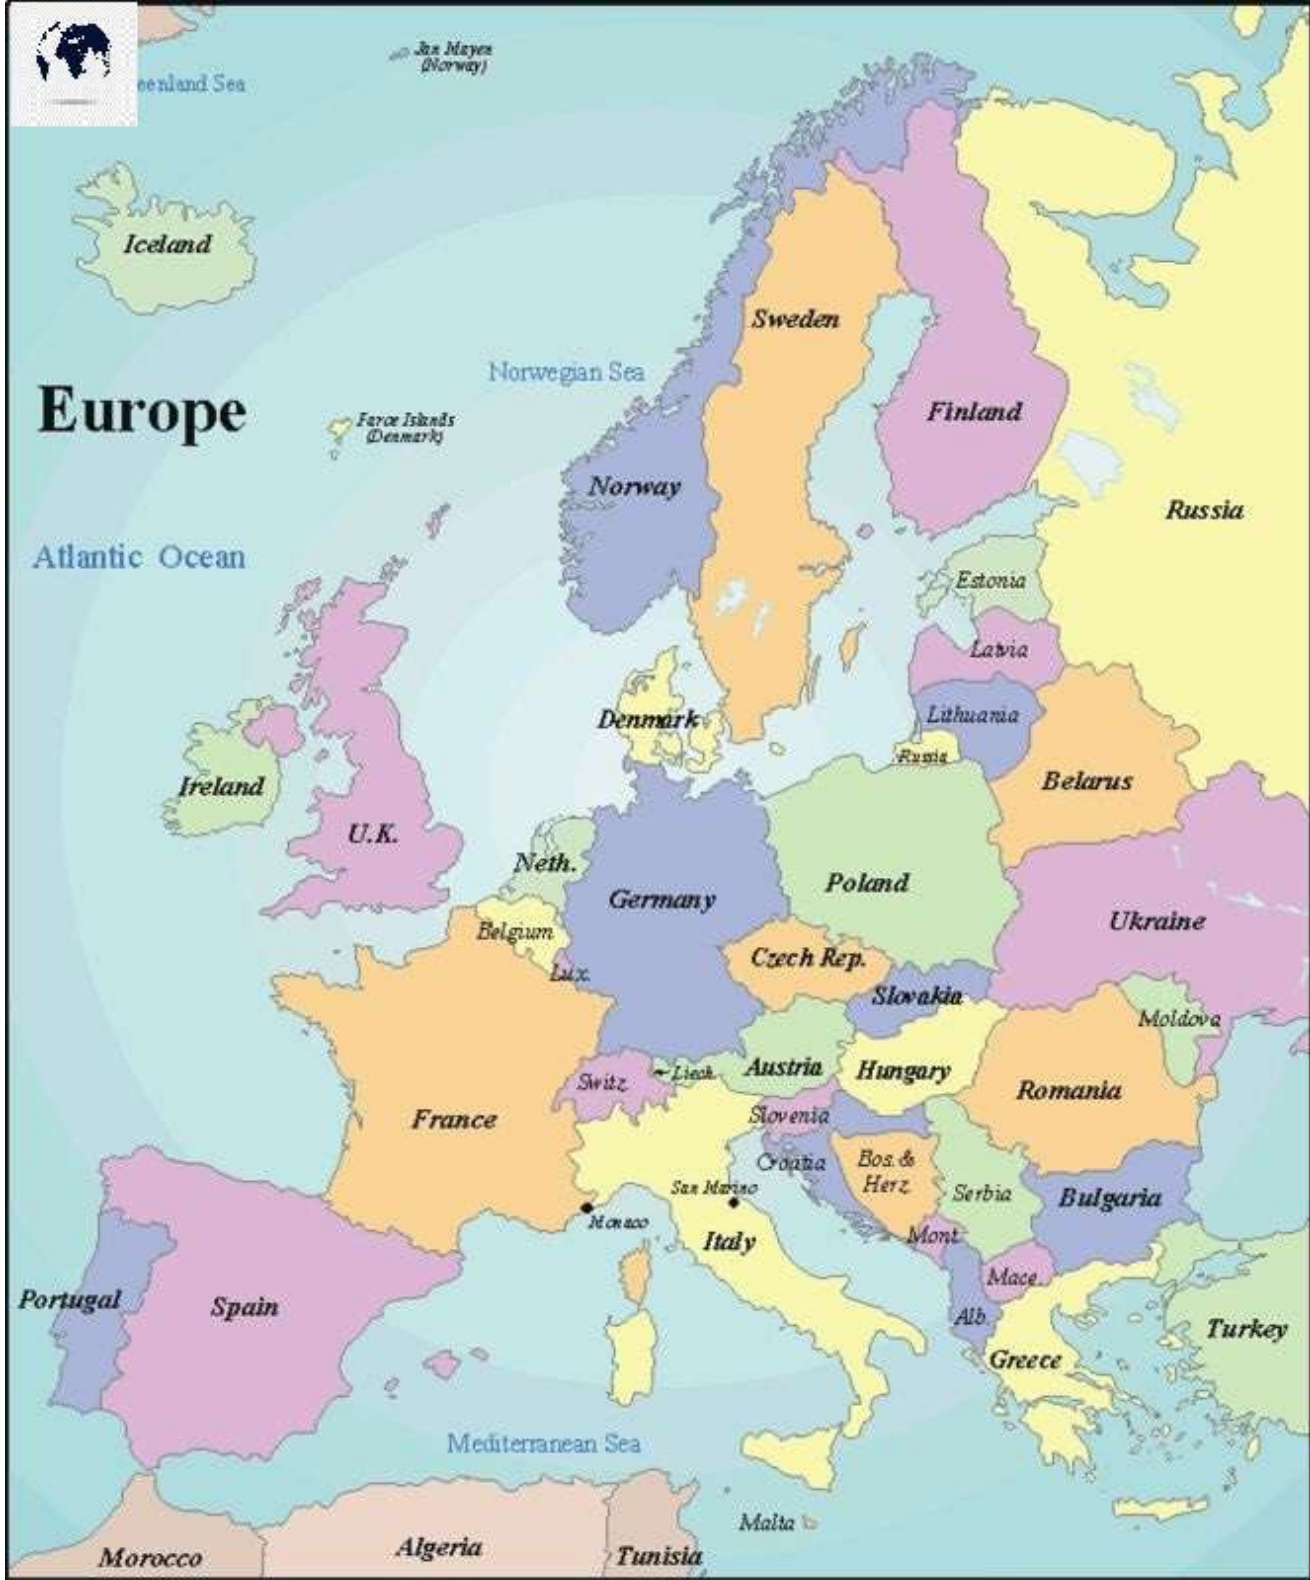 Jan Mayen
(Norway)
eenland Sea
Iceland
Sweden
Norwegian Sea
Europe
Faroe Islands
(Denmark)
Finland
Norway
Russia
Atlantic Ocean
Estonia
Latvia
Denmark
Lithuania
Russia
Ireland
Belarus
U.K.
Neth.
Poland
Germany
Ukraine
Belgium
Czech Rep.
Lux.
Slovakia
Moldova
Switz.
Liech.
Austria
Hungary
Romania
France
Slovenia
Croatia
Bos. &
Herz.
San Marino
Serbia
Bulgaria
Monaco
Italy
Mont.
Mace.
Portugal
Spain
Alb.
Turkey
Greece
Mediterranean Sea
Malta
Morocco
Algeria
Tunisia